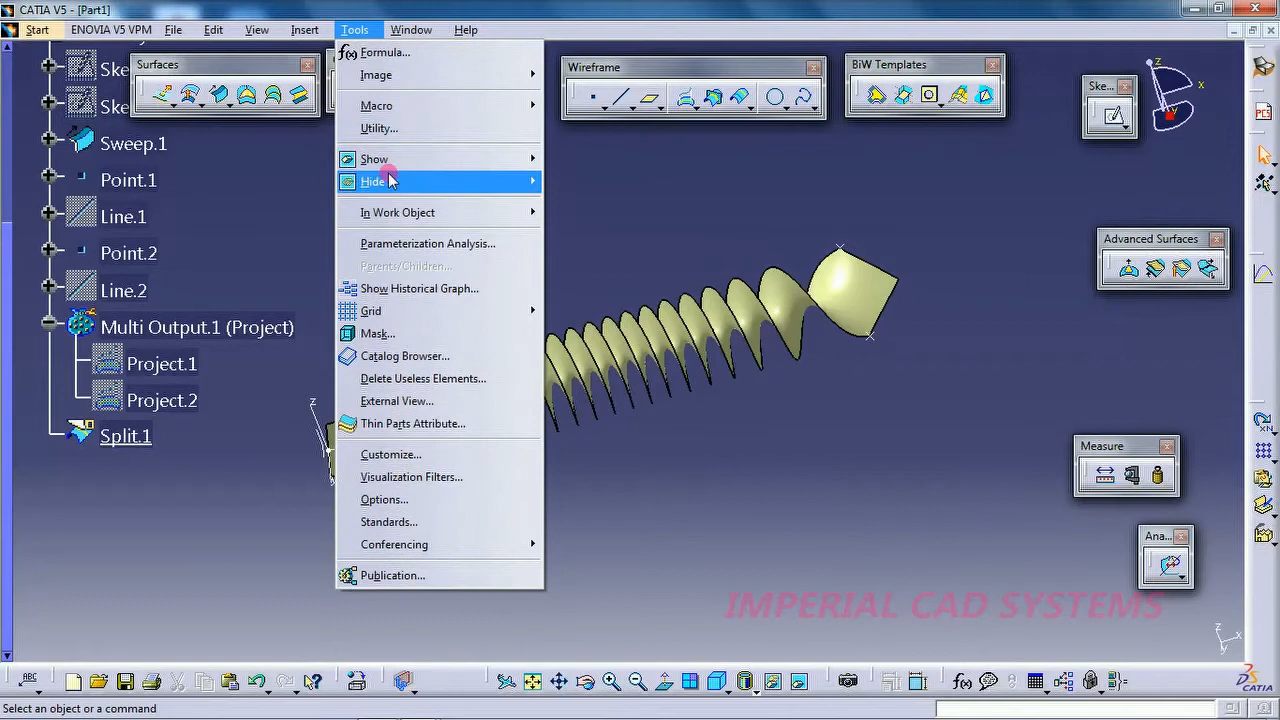 CATIA V5 - [Part1]
Start ENOVIA V5 VPM File Edit View Insert Tools Window Help
Ske
Ske
Sweep.1
Point.1
Line.1
Point.2
Line.2
Multi Output.1 (Project)
Project.1
Project.2
Split.1
Surfaces
f(x) Formula...
Image
Macro
Utility...
Show
Hide
In Work Object
Parameterization Analysis...
Parents/Children...
Show Historical Graph...
Grid
Mask...
Catalog Browser...
Delete Useless Elements...
External View...
Thin Parts Attribute...
Customize...
Visualization Filters...
Options...
Standards...
Conferencing
Publication...
Wireframe
BiW Templates
Ske...
z
x
y
PCS
Advanced Surfaces
Measure
Ana...
z
IMPERIAL CAD SYSTEMS
z
x
y
ABC
f(x)
CATIA
Select an object or a command